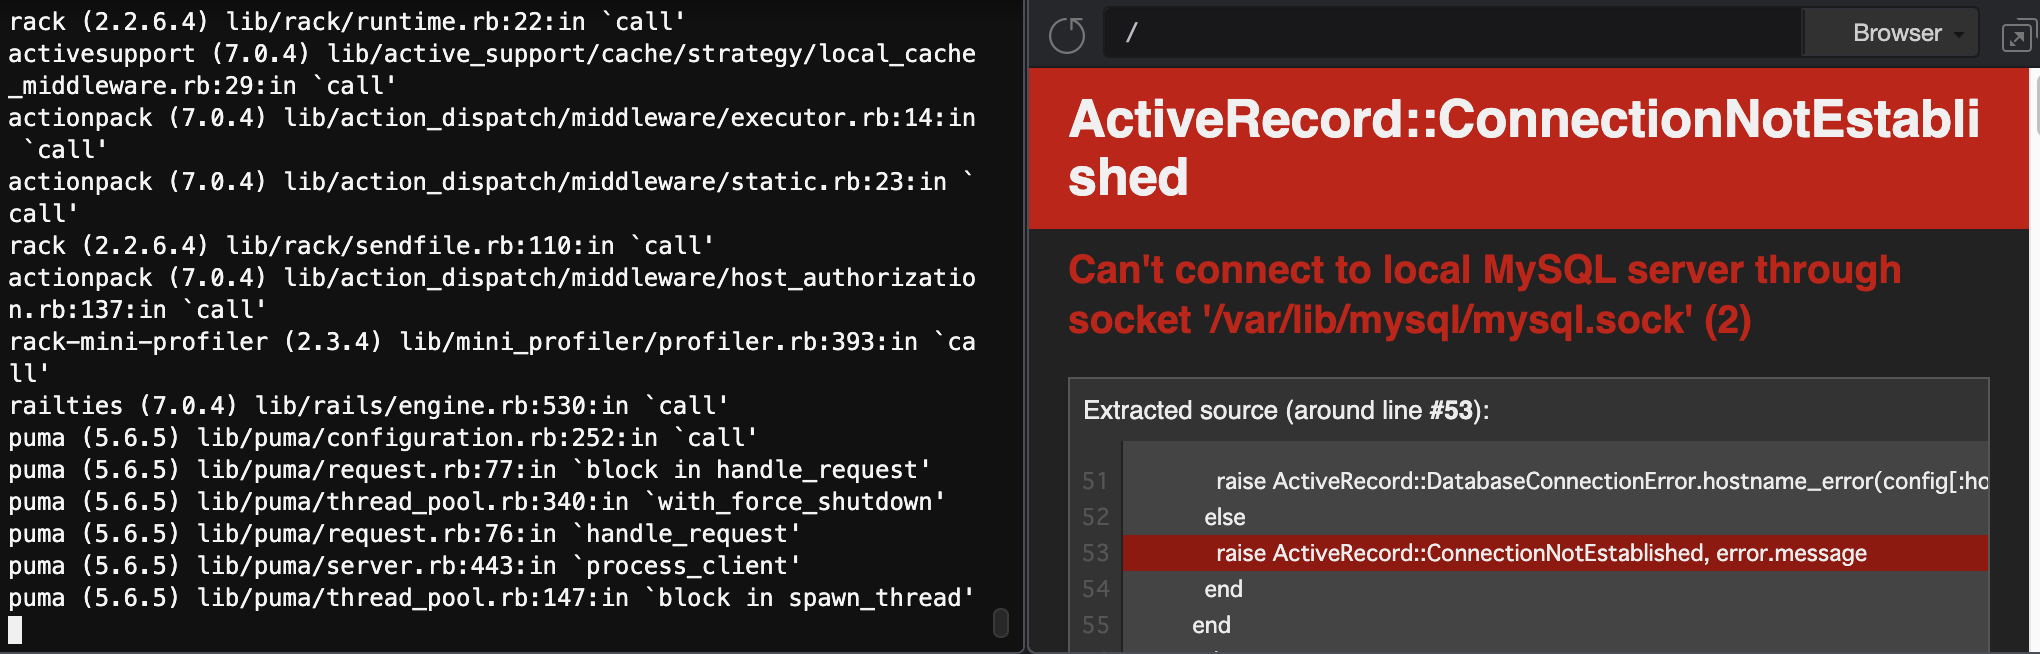 rack (2.2.6.4) lib/rack/runtime.rb:22:in `call'
activesupport (7.0.4) lib/active_support/cache/strategy/local_cache
_middleware.rb:29:in `call'
actionpack (7.0.4) lib/action_dispatch/middleware/executor.rb:14:in
 `call'
actionpack (7.0.4) lib/action_dispatch/middleware/static.rb:23:in `
call'
rack (2.2.6.4) lib/rack/sendfile.rb:110:in `call'
actionpack (7.0.4) lib/action_dispatch/middleware/host_authorizatio
n.rb:137:in `call'
rack-mini-profiler (2.3.4) lib/mini_profiler/profiler.rb:393:in `ca
ll'
railties (7.0.4) lib/rails/engine.rb:530:in `call'
puma (5.6.5) lib/puma/configuration.rb:252:in `call'
puma (5.6.5) lib/puma/request.rb:77:in `block in handle_request'
puma (5.6.5) lib/puma/thread_pool.rb:340:in `with_force_shutdown'
puma (5.6.5) lib/puma/request.rb:76:in `handle_request'
puma (5.6.5) lib/puma/server.rb:443:in `process_client'
puma (5.6.5) lib/puma/thread_pool.rb:147:in `block in spawn_thread'
/
Browser
ActiveRecord::ConnectionNotEstabli
shed
Can't connect to local MySQL server through
socket '/var/lib/mysql/mysql.sock' (2)
Extracted source (around line #53):
51 raise ActiveRecord::DatabaseConnectionError.hostname_error(config[:ho
52 else
53 raise ActiveRecord::ConnectionNotEstablished, error.message
54 end
55 end